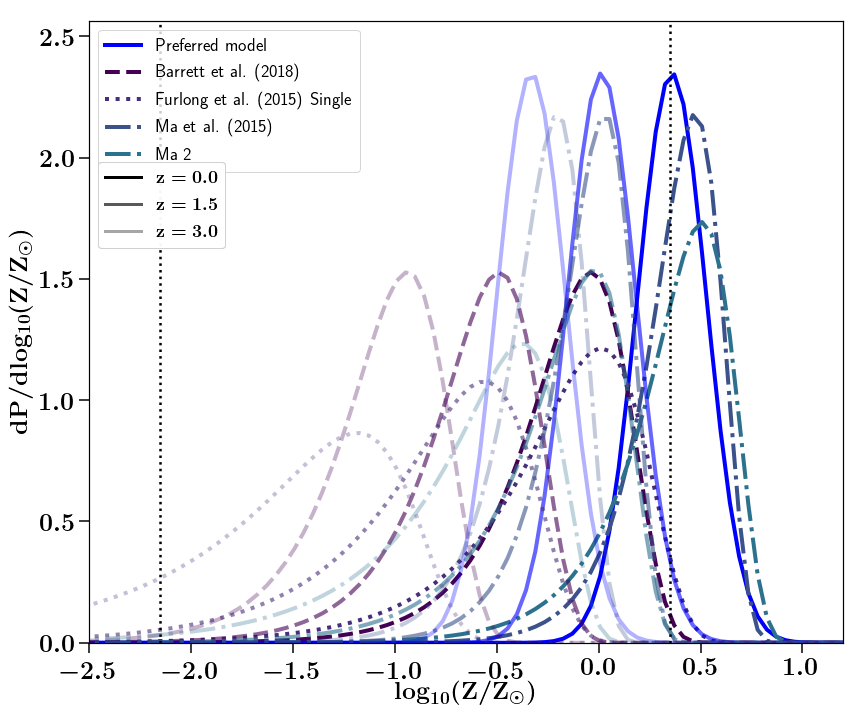 2.5
2.0
1.5
1.0
0.5
0.0
dP/dlog₁₀(Z/Z☉)
Preferred model
Barrett et al. (2018)
Furlong et al. (2015) Single
Ma et al. (2015)
Ma 2
z = 0.0
z = 1.5
z = 3.0
−2.5 −2.0 −1.5 −1.0 −0.5 0.0 0.5 1.0
log₁₀(Z/Z☉)